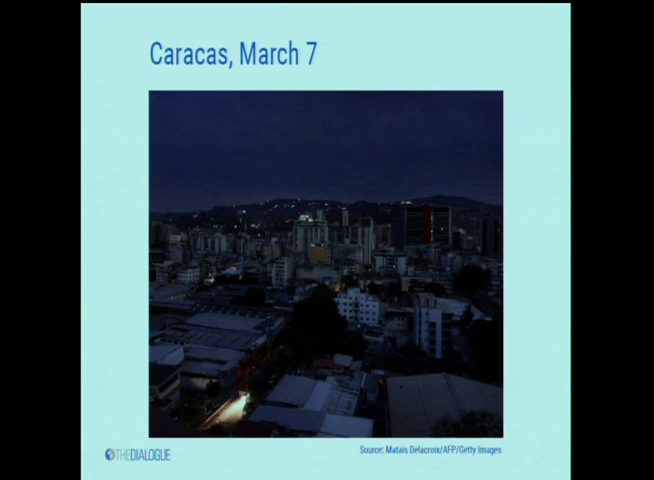 Caracas, March 7
THEDIALOGUE
Source: Matais Delacroix/AFP/Getty Images